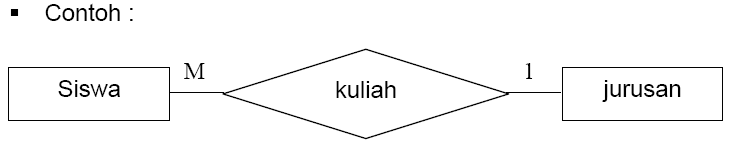 ▪ Contoh :
Siswa M kuliah 1 jurusan